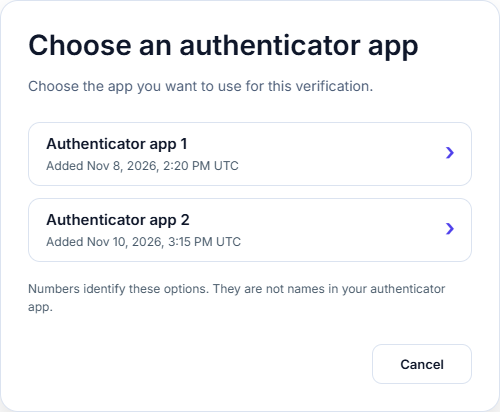 Choose an authenticator app
Choose the app you want to use for this verification.
Authenticator app 1
Added Nov 8, 2026, 2:20 PM UTC
Authenticator app 2
Added Nov 10, 2026, 3:15 PM UTC
Numbers identify these options. They are not names in your authenticator
app.
Cancel